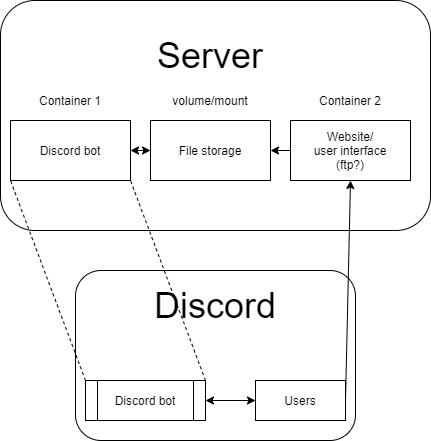 Server
Container 1
volume/mount
Container 2
Discord bot
File storage
Website/
user interface
(ftp?)
Discord
Discord bot
Users